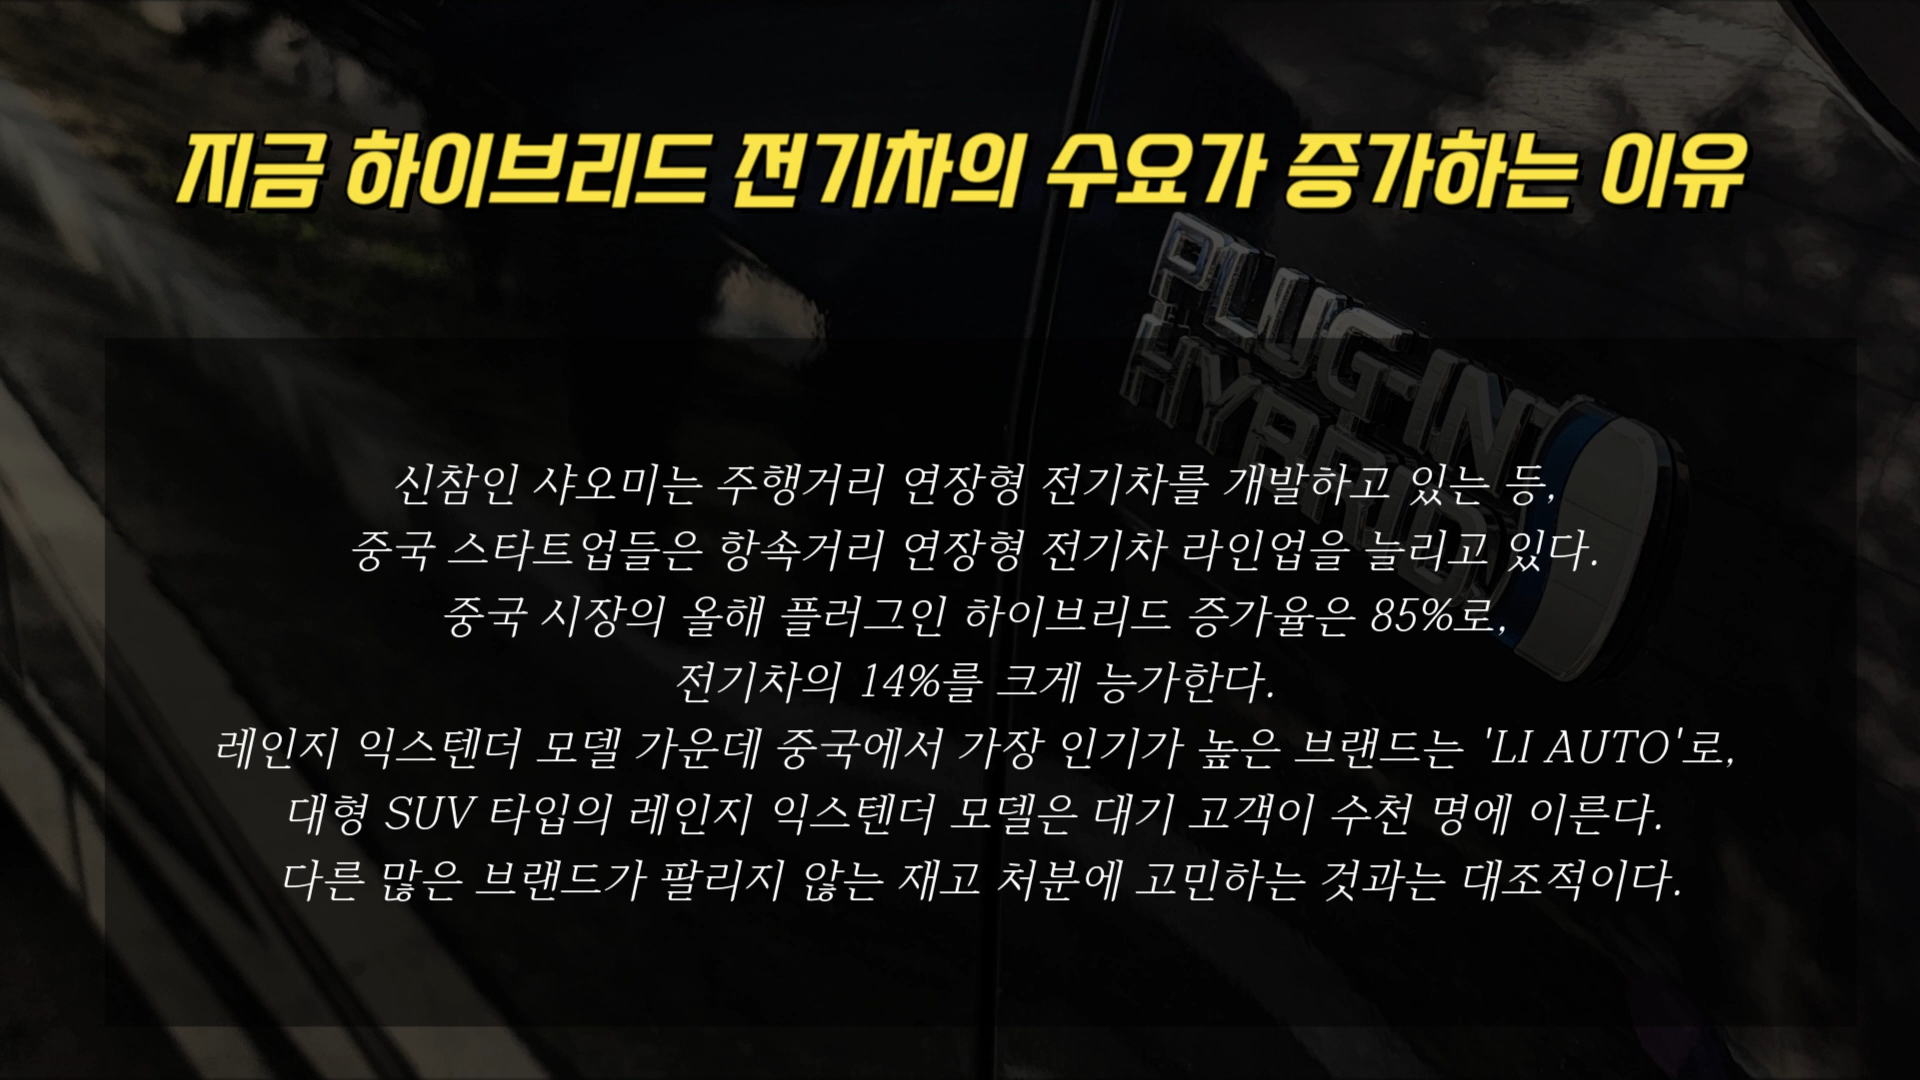 지금 하이브리드 전기차의 수요가 증가하는 이유
PLUG-IN
HYBRID
신참인 샤오미는 주행거리 연장형 전기차를 개발하고 있는 등,
중국 스타트업들은 항속거리 연장형 전기차 라인업을 늘리고 있다.
중국 시장의 올해 플러그인 하이브리드 증가율은 85%로,
전기차의 14%를 크게 능가한다.
레인지 익스텐더 모델 가운데 중국에서 가장 인기가 높은 브랜드는 'LI AUTO'로,
대형 SUV 타입의 레인지 익스텐더 모델은 대기 고객이 수천 명에 이른다.
다른 많은 브랜드가 팔리지 않는 재고 처분에 고민하는 것과는 대조적이다.